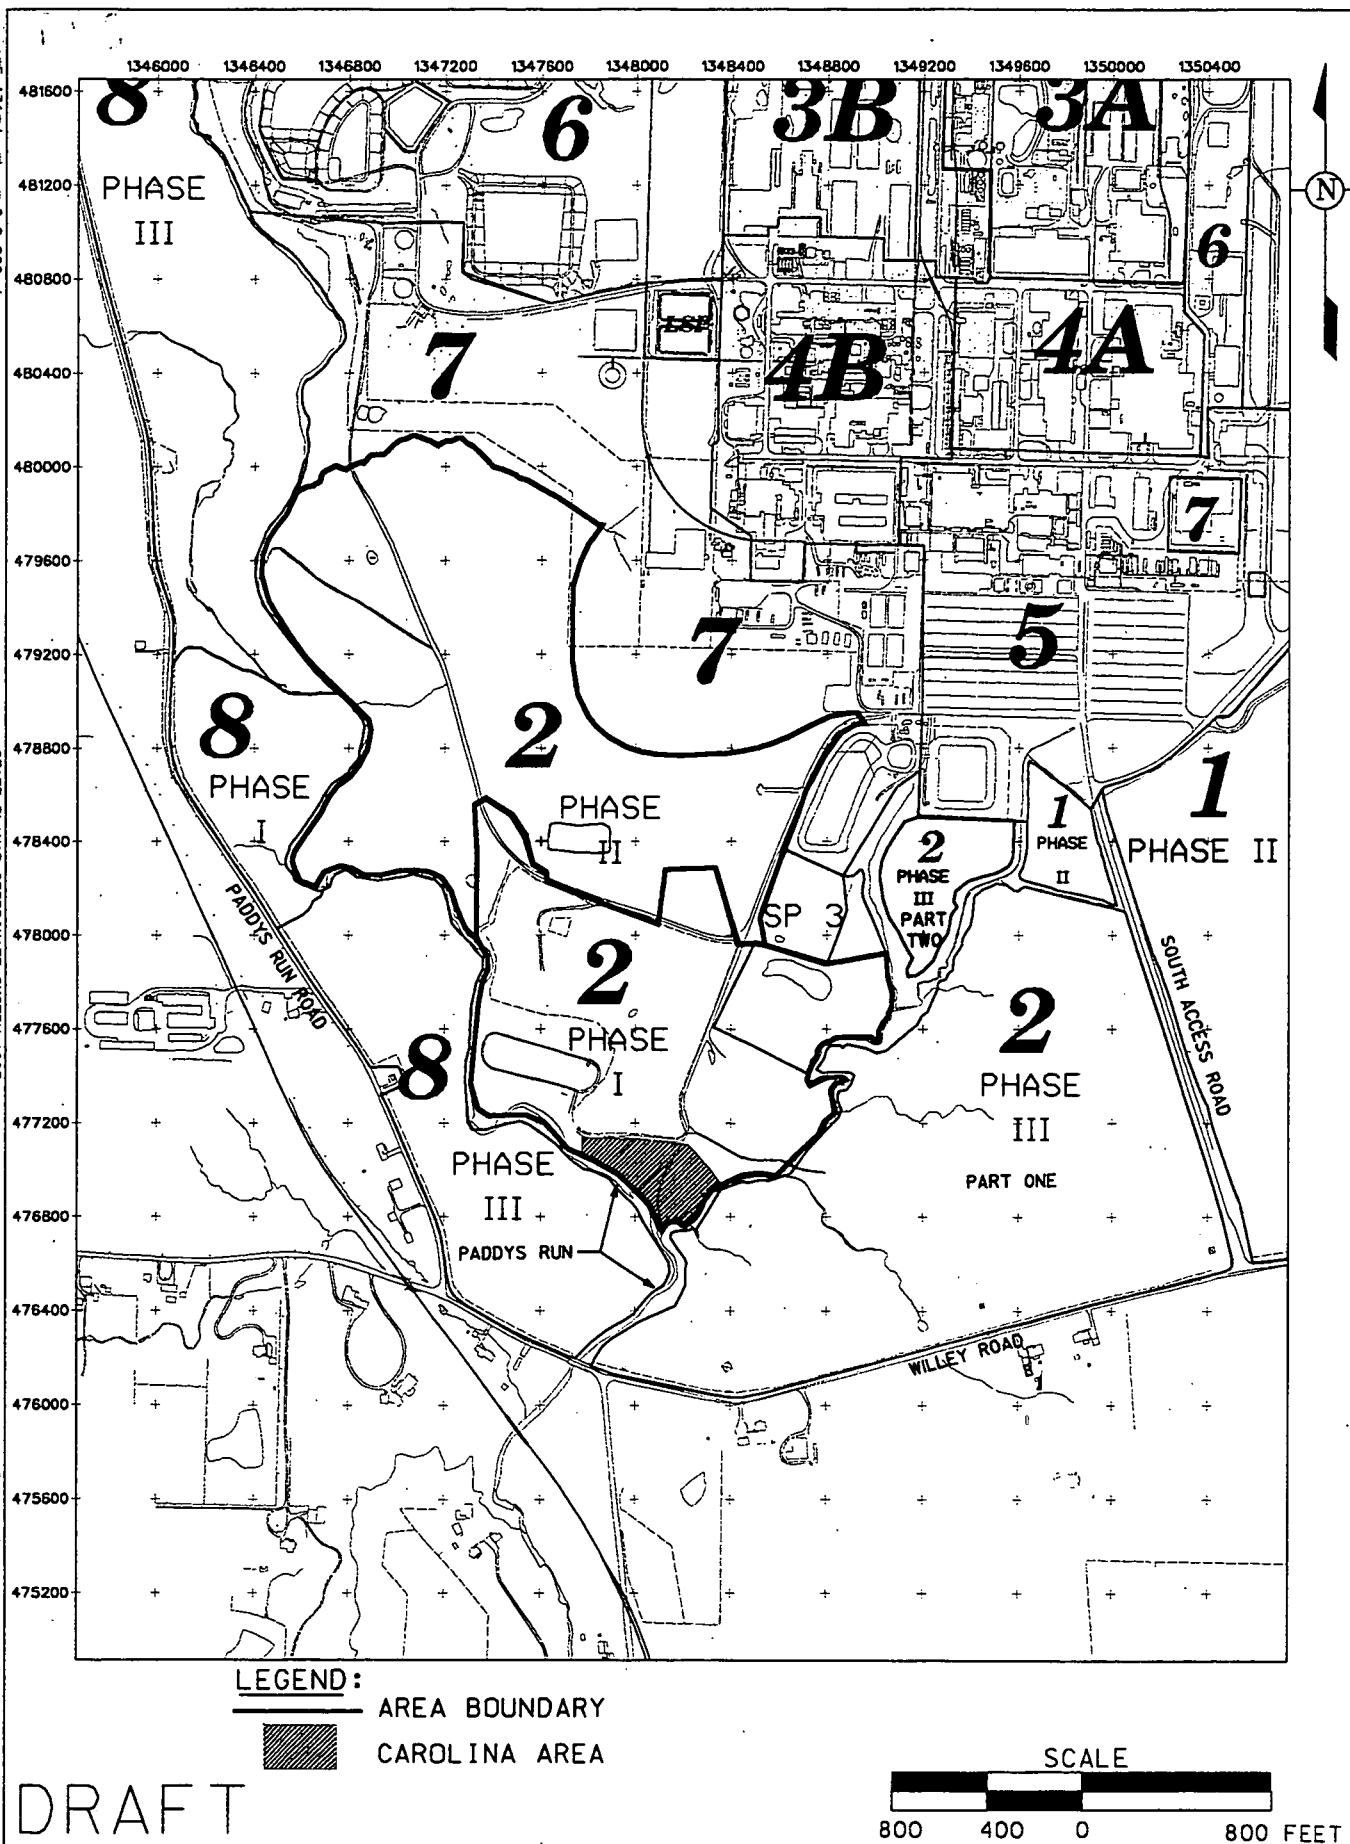 1346000 1346400 1346800 1347200 1347600 1348000 1348400 1348800 1349200 1349600 1350000 1350400
481600
481200
480800
480400
480000
479600
479200
478800
478400
478000
477600
477200
476800
476400
476000
475600
475200
8
PHASE
III
6
3B
3A
N
6
LSP
7
4B
4A
7
7
5
8
PHASE
I
2
PHASE
II
1
PHASE II
1
PHASE
II
2
PHASE
III
PART
TWO
SP 3
PADDYS RUN ROAD
SOUTH ACCESS ROAD
2
PHASE
I
2
PHASE
III
PART ONE
8
PHASE
III
PADDYS RUN
WILLEY ROAD
LEGEND:
AREA BOUNDARY
CAROLINA AREA
SCALE
800 400 0 800 FEET
DRAFT